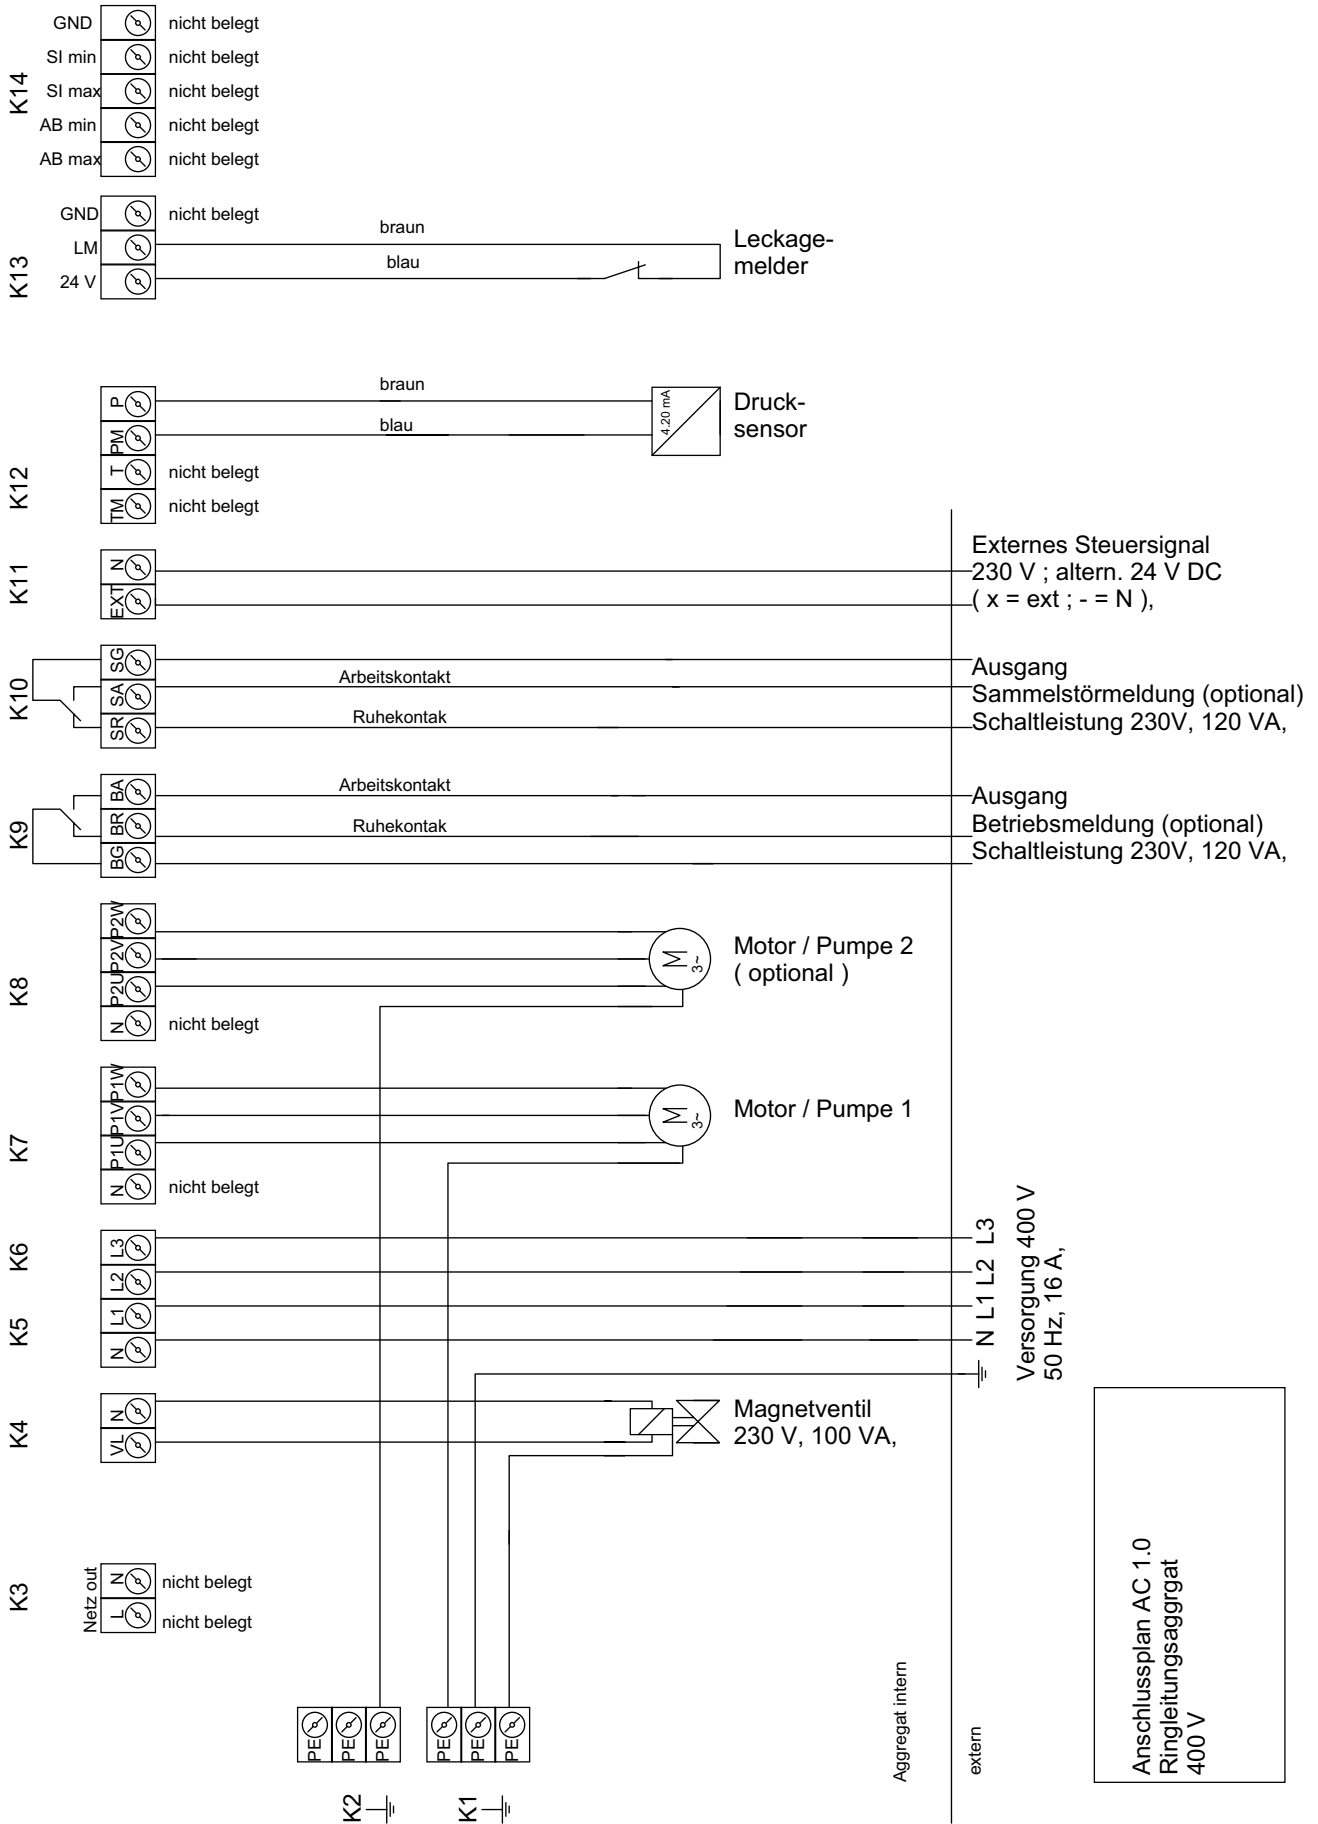 K14
GND nicht belegt
SI min nicht belegt
SI max nicht belegt
AB min nicht belegt
AB max nicht belegt
K13
GND nicht belegt
LM braun
24 V blau
Leckage-
melder
K12
P braun
PM blau
T nicht belegt
TM nicht belegt
4.20 mA
Druck-
sensor
K11
N
EXT
Externes Steuersignal
230 V ; altern. 24 V DC
( x = ext ; - = N ),
K10
SG
SA Arbeitskontakt
SR Ruhekontak
Ausgang
Sammelstörmeldung (optional)
Schaltleistung 230V, 120 VA,
K9
BA Arbeitskontakt
BR Ruhekontak
BG
Ausgang
Betriebsmeldung (optional)
Schaltleistung 230V, 120 VA,
K8
P2W
P2V
P2U
N nicht belegt
M
3~
Motor / Pumpe 2
( optional )
K7
P1W
P1V
P1U
N nicht belegt
M
3~
Motor / Pumpe 1
K6
L3
L2
K5
L1
N
N L1 L2 L3
Versorgung 400 V
50 Hz, 16 A,
K4
N
VL
Magnetventil
230 V, 100 VA,
K3
Netz out
N nicht belegt
L nicht belegt
PE
PE
PE
K2
PE
PE
PE
K1
Aggregat intern
extern
Anschlussplan AC 1.0
Ringleitungsaggrgat
400 V